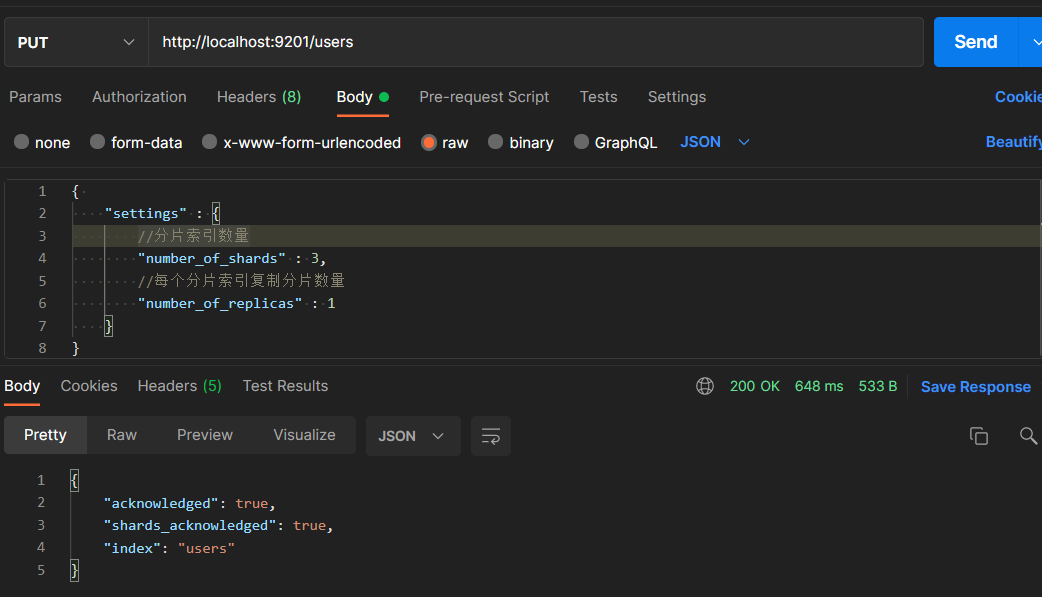 PUT http://localhost:9201/users Send
Params Authorization Headers (8) Body Pre-request Script Tests Settings Cookie
none form-data x-www-form-urlencoded raw binary GraphQL JSON Beautify
1 {
2 "settings" : {
3 //分片索引数量
4 "number_of_shards" : 3,
5 //每个分片索引复制分片数量
6 "number_of_replicas" : 1
7 }
8 }
Body Cookies Headers (5) Test Results 200 OK 648 ms 533 B Save Response
Pretty Raw Preview Visualize JSON
1 {
2 "acknowledged": true,
3 "shards_acknowledged": true,
4 "index": "users"
5 }